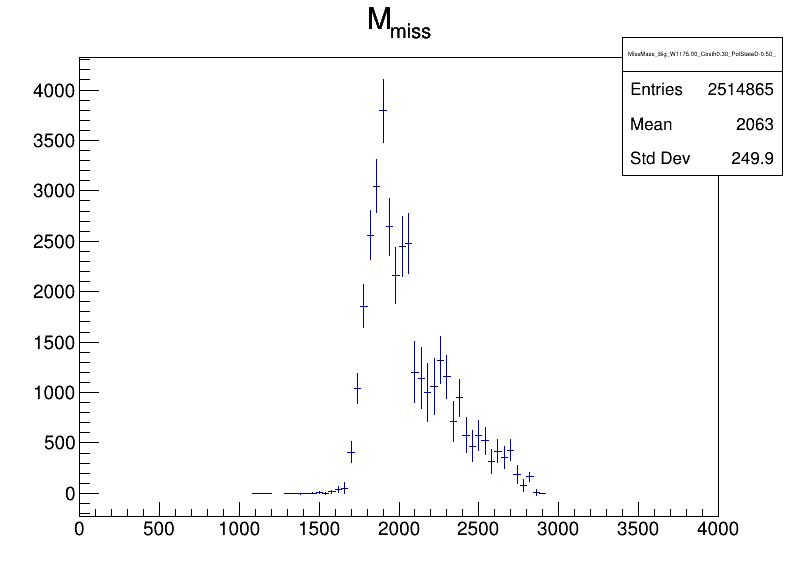 M_miss
MissMass_Sig_W1175.00_Costh0.30_PolStateD-0.50_
Entries 2514865
Mean 2063
Std Dev 249.9
4000
3500
3000
2500
2000
1500
1000
500
0
0 500 1000 1500 2000 2500 3000 3500 4000